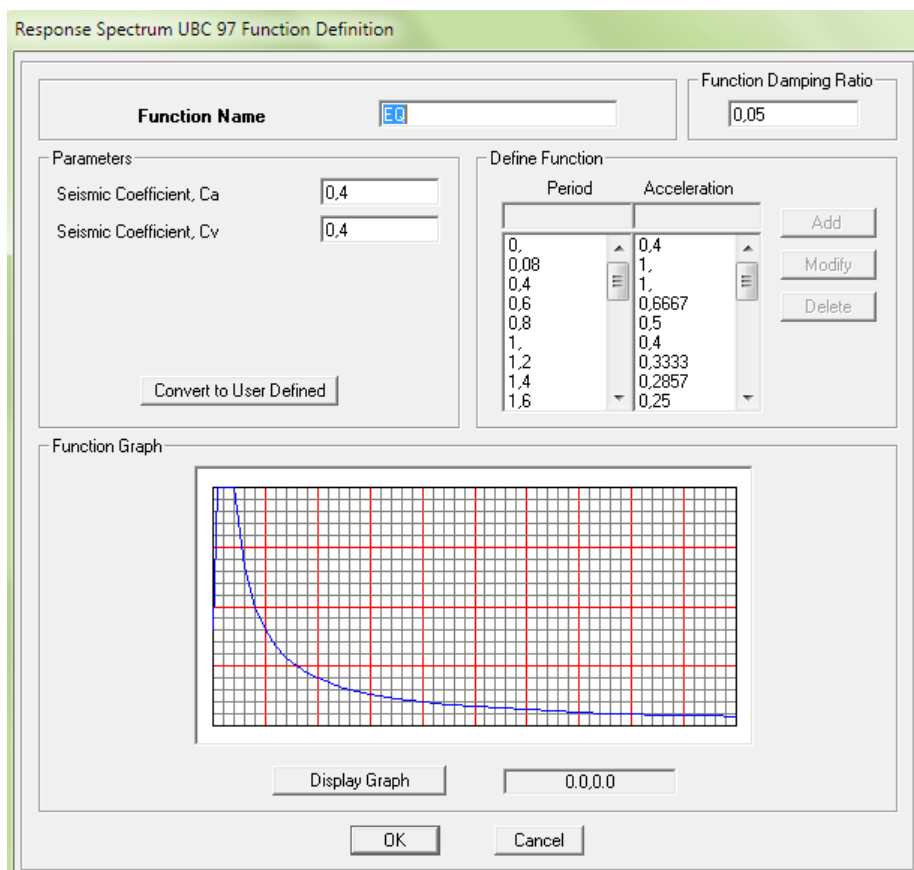 Response Spectrum UBC 97 Function Definition
Function Name
EQ
Function Damping Ratio
0,05
Parameters
Seismic Coefficient, Ca
0,4
Seismic Coefficient, Cv
0,4
Convert to User Defined
Define Function
Period Acceleration
0, 0,4
0,08 1,
0,4 1,
0,6 0,6667
0,8 0,5
1, 0,4
1,2 0,3333
1,4 0,2857
1,6 0,25
Add
Modify
Delete
Function Graph
Display Graph
0.0,0.0
OK
Cancel